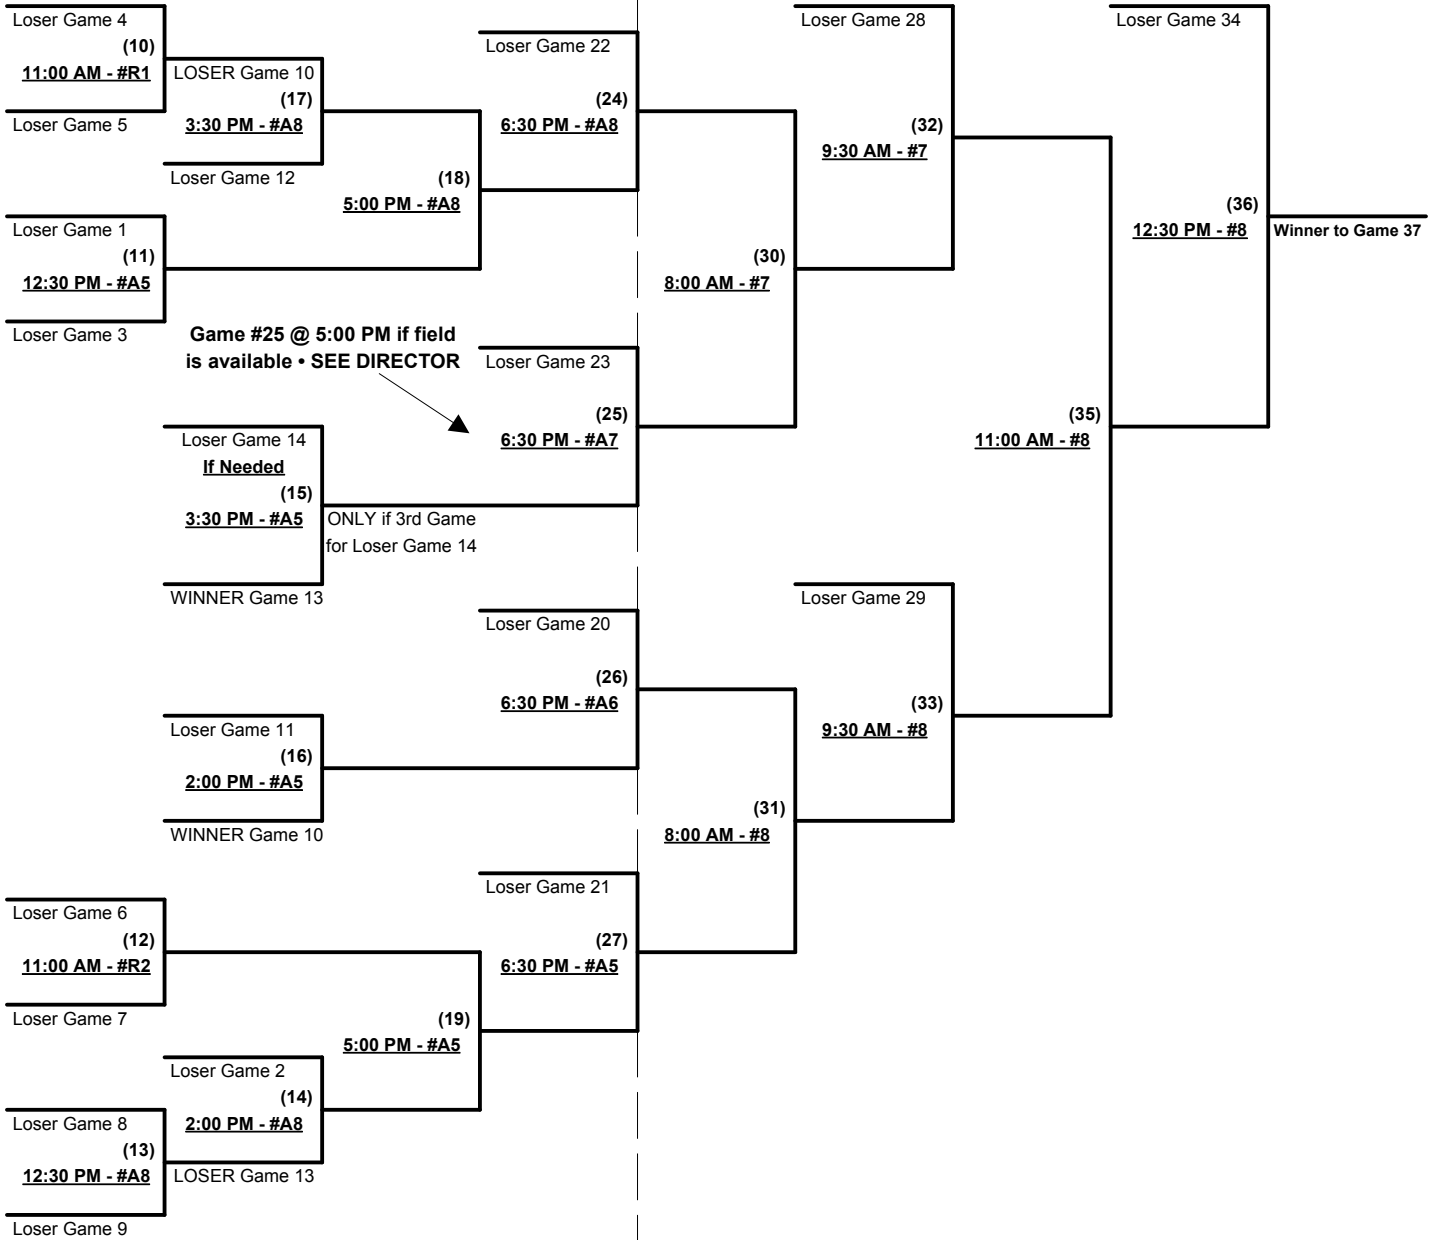 Loser Game 4
(10)
11:00 AM - #R1
Loser Game 5
LOSER Game 10
(17)
3:30 PM - #A8
Loser Game 12
Loser Game 1
(11)
12:30 PM - #A5
Loser Game 3
(18)
5:00 PM - #A8
Loser Game 22
(24)
6:30 PM - #A8
Game #25 @ 5:00 PM if field
is available • SEE DIRECTOR
Loser Game 23
(25)
6:30 PM - #A7
Loser Game 14
If Needed
(15)
3:30 PM - #A5
WINNER Game 13
ONLY if 3rd Game
for Loser Game 14
Loser Game 20
(26)
6:30 PM - #A6
Loser Game 11
(16)
2:00 PM - #A5
WINNER Game 10
Loser Game 6
(12)
11:00 AM - #R2
Loser Game 7
Loser Game 21
(27)
6:30 PM - #A5
(19)
5:00 PM - #A5
Loser Game 2
(14)
2:00 PM - #A8
LOSER Game 13
Loser Game 8
(13)
12:30 PM - #A8
Loser Game 9
Loser Game 28
(32)
9:30 AM - #7
(30)
8:00 AM - #7
Loser Game 29
(33)
9:30 AM - #8
(31)
8:00 AM - #8
(35)
11:00 AM - #8
Loser Game 34
(36)
12:30 PM - #8
Winner to Game 37